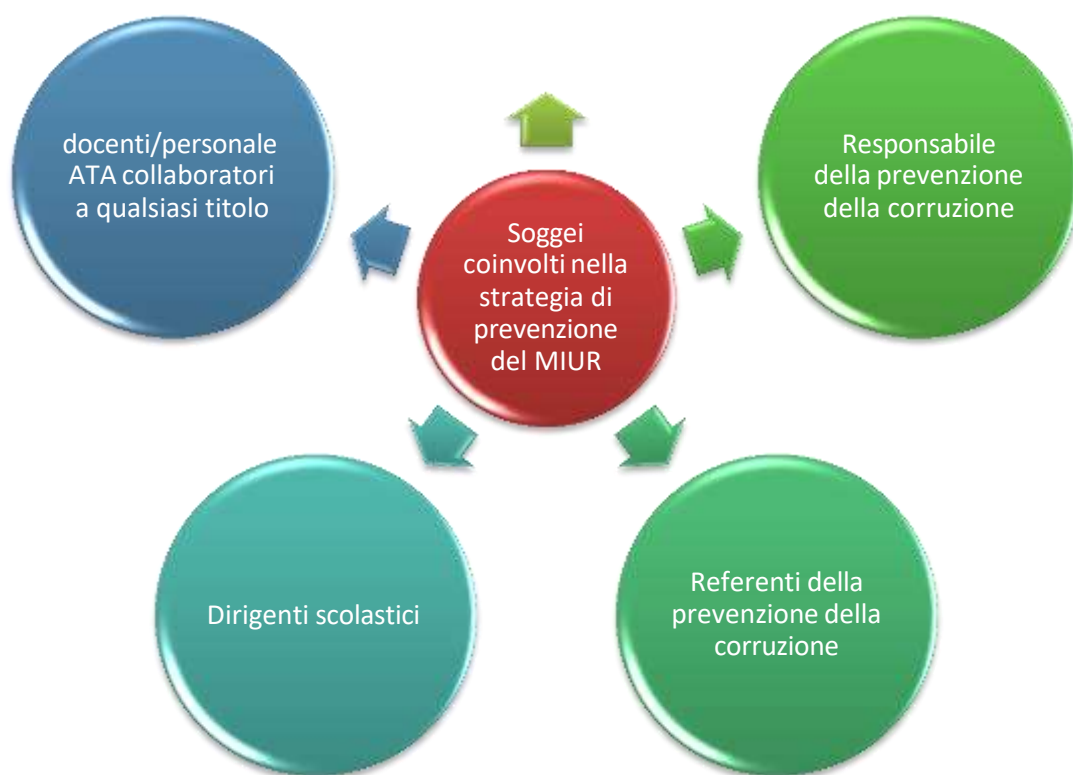 docenti/personale
ATA collaboratori
a qualsiasi titolo
Responsabile
della prevenzione
della corruzione
Soggei
coinvolti nella
strategia di
prevenzione
del MIUR
Dirigenti scolastici
Referenti della
prevenzione della
corruzione